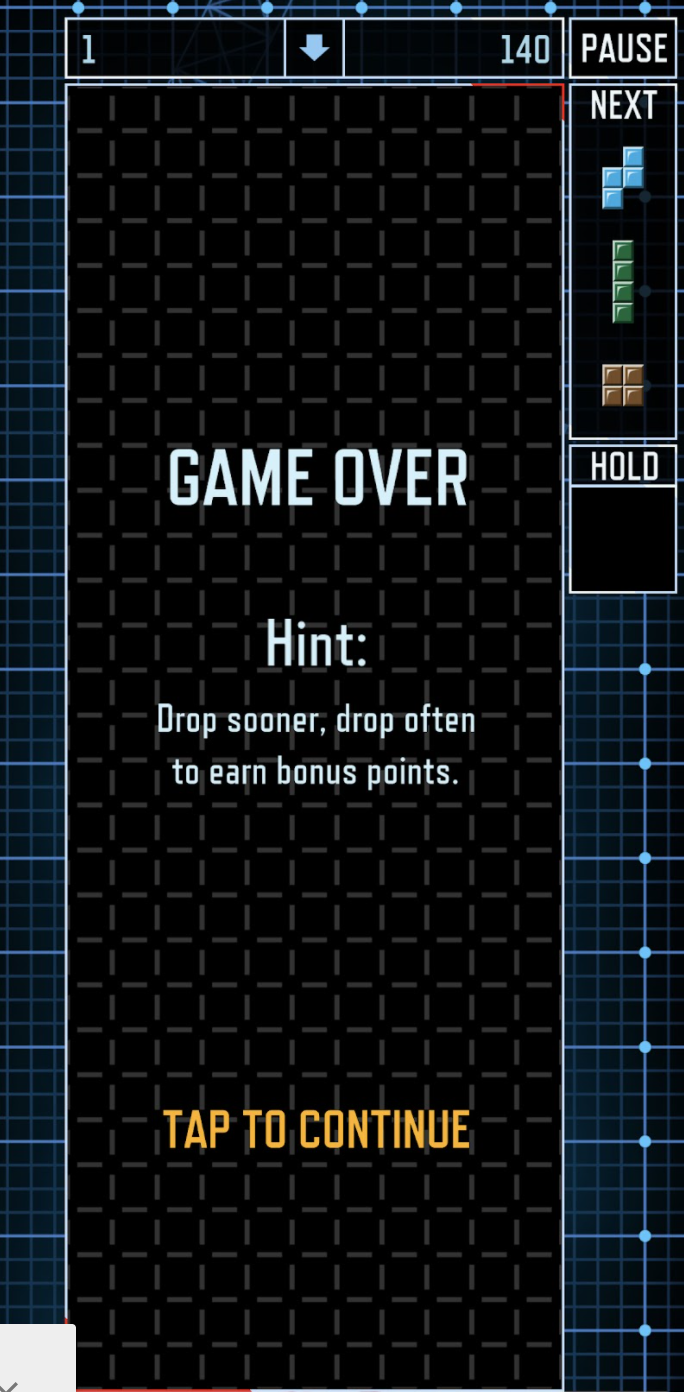 1
140
PAUSE
NEXT
HOLD
GAME OVER
Hint:
Drop sooner, drop often
to earn bonus points.
TAP TO CONTINUE